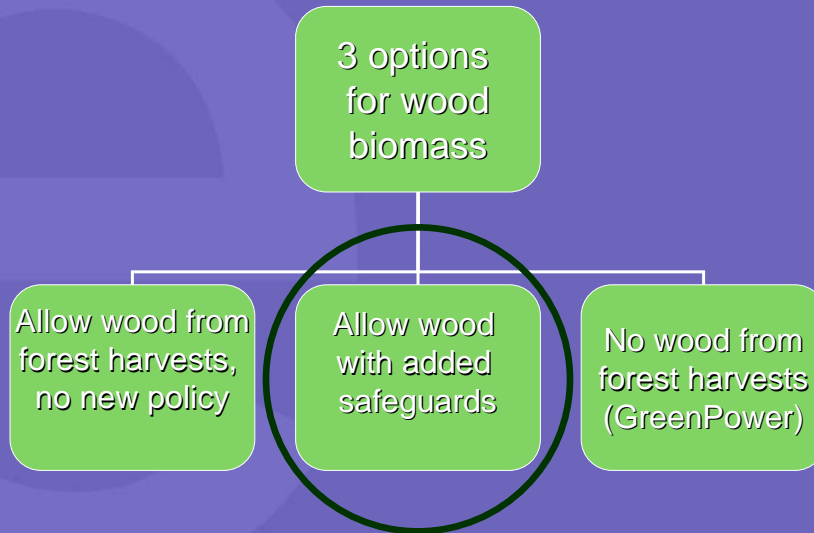 3 options
for wood
biomass
Allow wood from
forest harvests,
no new policy
Allow wood
with added
safeguards
No wood from
forest harvests
(GreenPower)